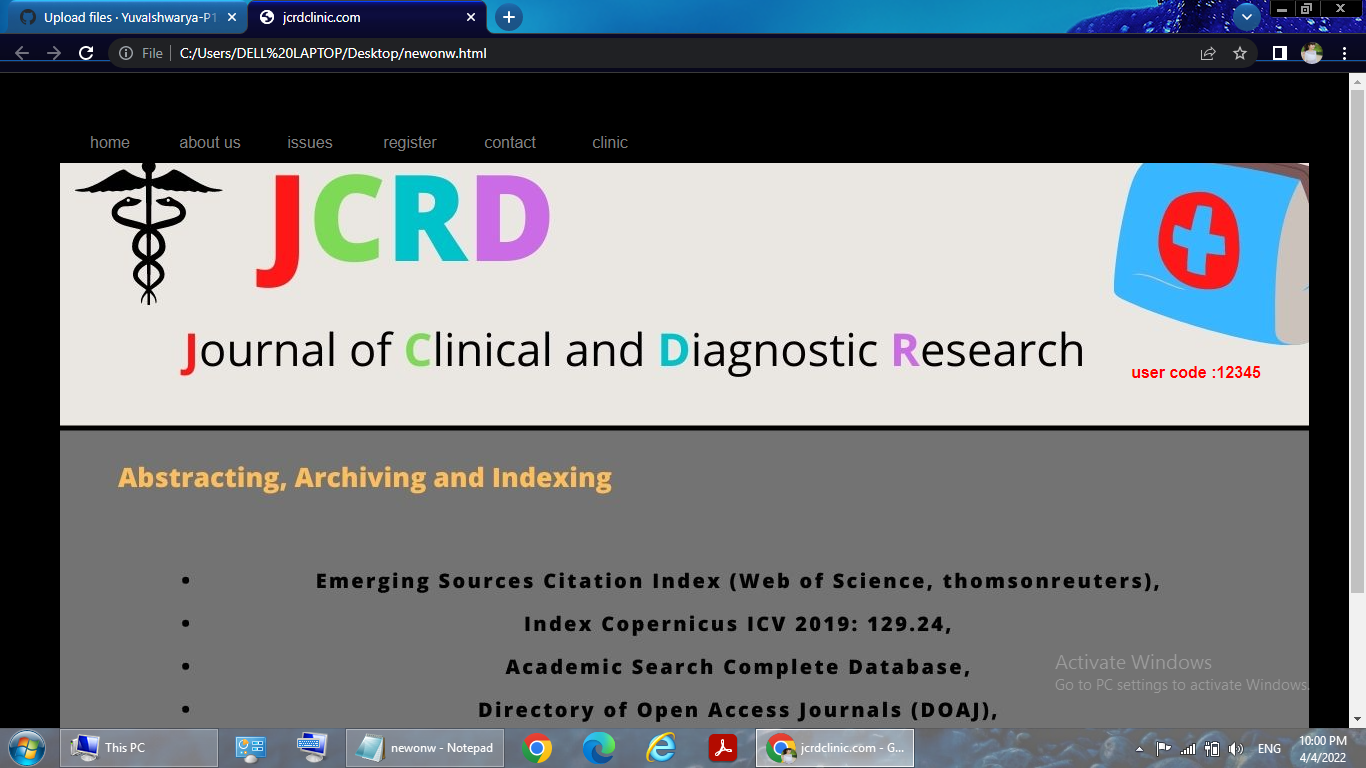 Upload files · YuvaIshwarya-P1
jcrdclinic.com
File
C:/Users/DELL%20LAPTOP/Desktop/newonw.html
home about us issues register contact clinic
JCRD
Journal of Clinical and Diagnostic Research
user code :12345
Abstracting, Archiving and Indexing
• Emerging Sources Citation Index (Web of Science, thomsonreuters),
• Index Copernicus ICV 2019: 129.24,
• Academic Search Complete Database,
• Directory of Open Access Journals (DOAJ),
Activate Windows
Go to PC settings to activate Windows.
This PC
newonw - Notepad
jcrdclinic.com - G...
ENG
10:00 PM
4/4/2022